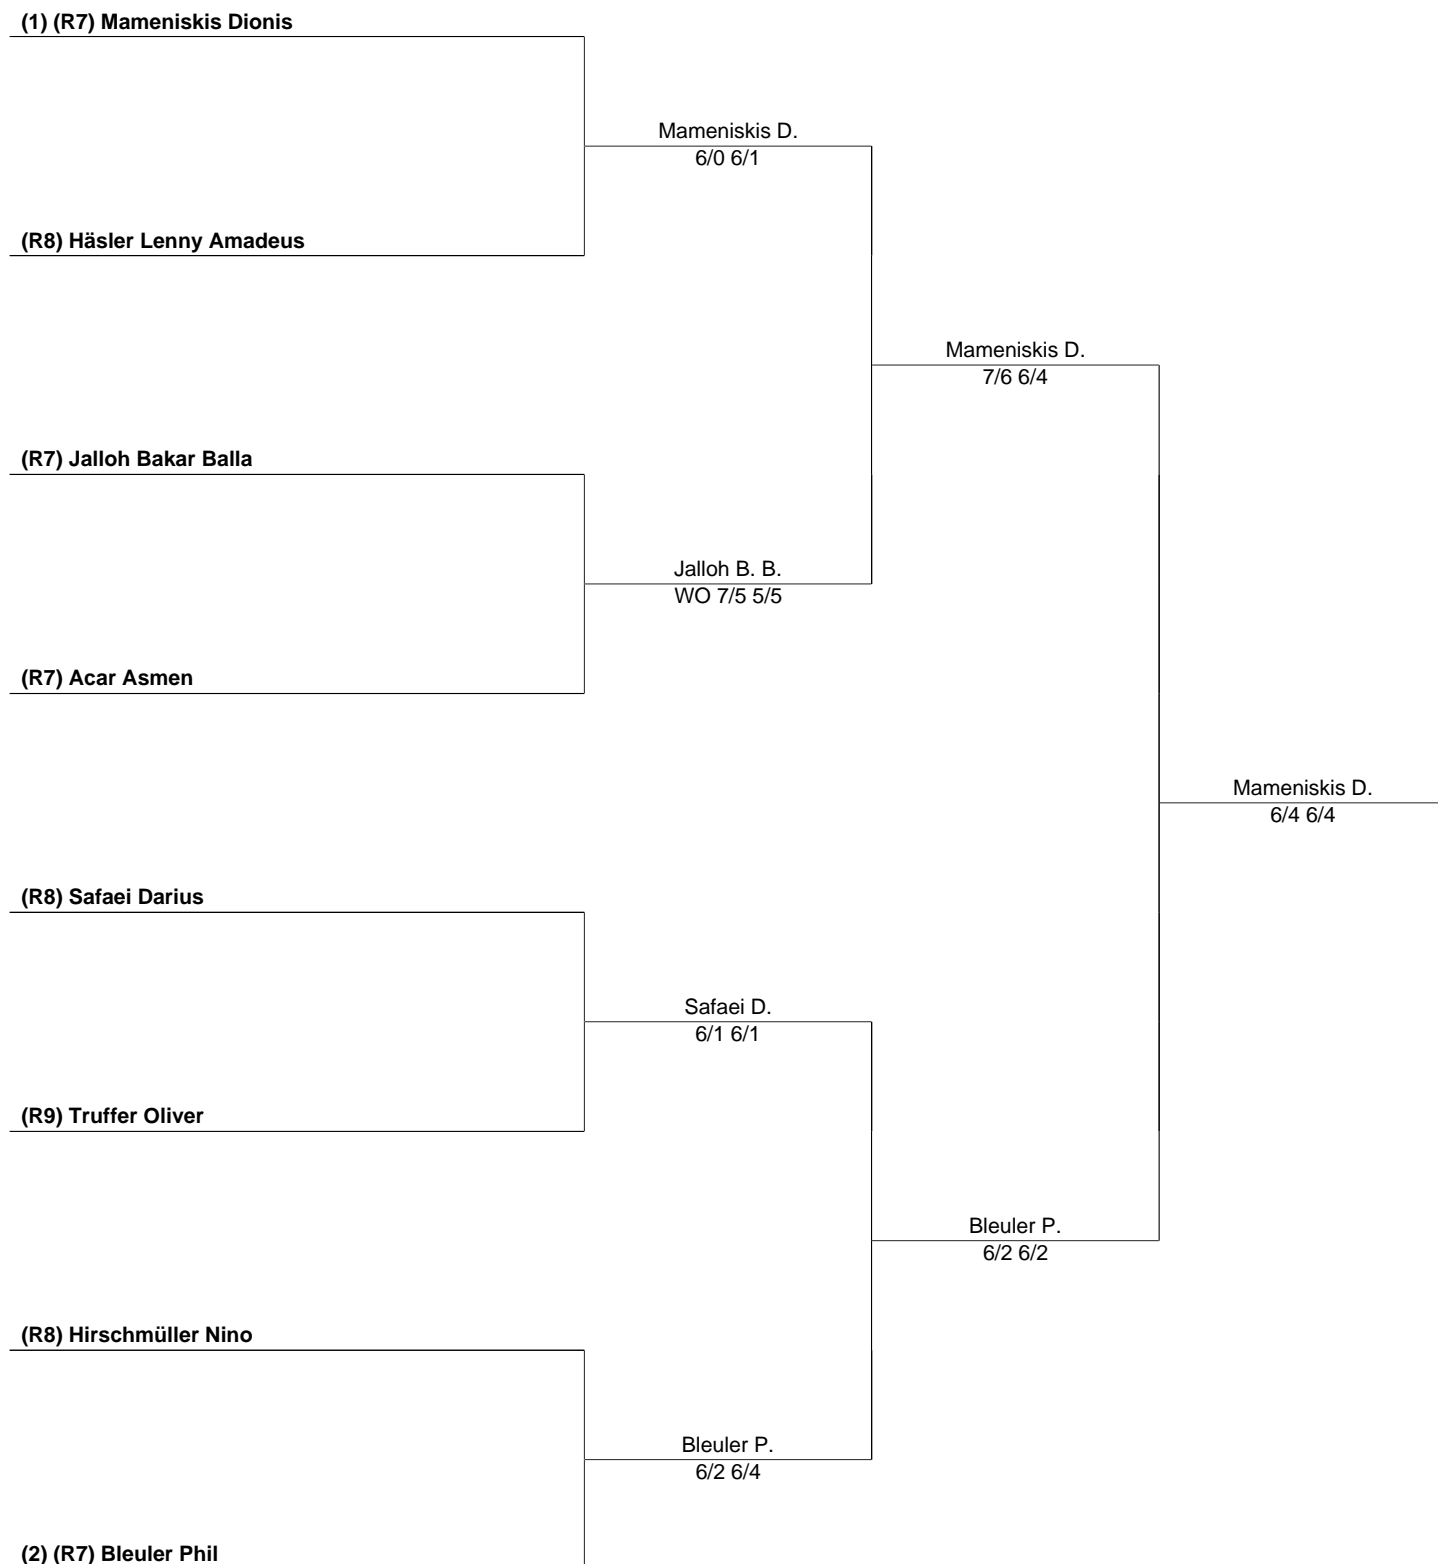 (1) (R7) Mameniskis Dionis
Mameniskis D.
6/0 6/1
(R8) Häsler Lenny Amadeus
Mameniskis D.
7/6 6/4
(R7) Jalloh Bakar Balla
Jalloh B. B.
WO 7/5 5/5
(R7) Acar Asmen
Mameniskis D.
6/4 6/4
(R8) Safaei Darius
Safaei D.
6/1 6/1
(R9) Truffer Oliver
Bleuler P.
6/2 6/2
(R8) Hirschmüller Nino
Bleuler P.
6/2 6/4
(2) (R7) Bleuler Phil